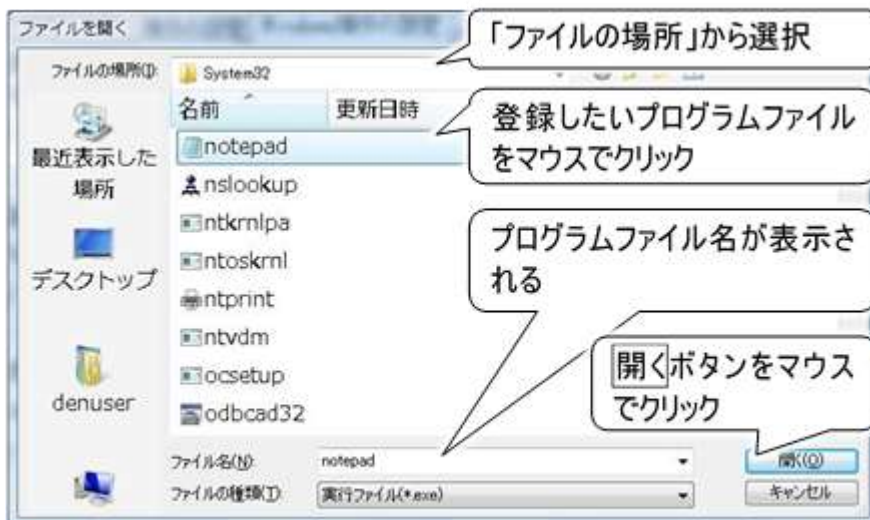 ファイルを開く
「ファイルの場所」から選択
ファイルの場所(I):
System32
名前
更新日時
登録したいプログラムファイル
をマウスでクリック
最近表示した
場所
デスクトップ
denuser
notepad
nslookup
ntkrnlpa
ntoskrnl
ntprint
ntvdm
ocsetup
odbcad32
プログラムファイル名が表示さ
れる
開くボタンをマウス
でクリック
ファイル名(N):
notepad
開く(O)
ファイルの種類(T):
実行ファイル(*.exe)
キャンセル